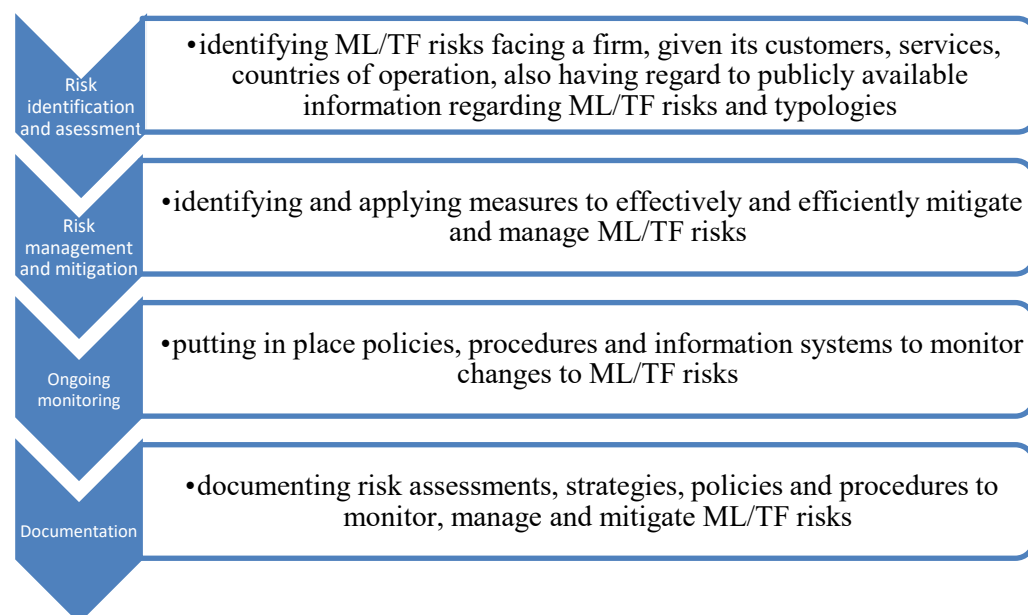 Risk
identification
and asessment
•identifying ML/TF risks facing a firm, given its customers, services,
countries of operation, also having regard to publicly available
information regarding ML/TF risks and typologies
Risk
management
and mitigation
•identifying and applying measures to effectively and efficiently mitigate
and manage ML/TF risks
Ongoing
monitoring
•putting in place policies, procedures and information systems to monitor
changes to ML/TF risks
Documentation
•documenting risk assessments, strategies, policies and procedures to
monitor, manage and mitigate ML/TF risks